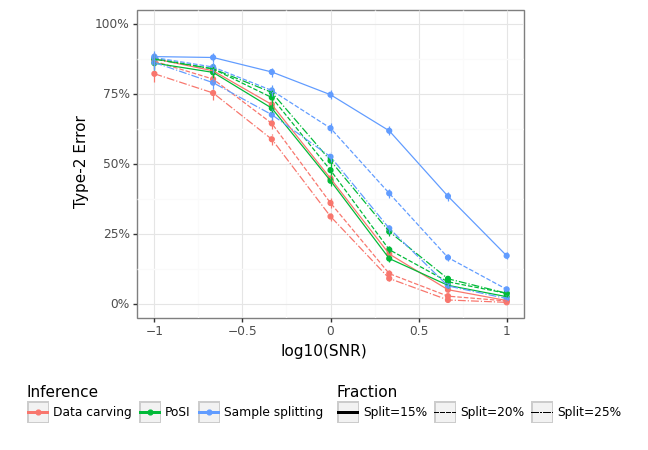 100%
75%
50%
25%
0%
Type-2 Error
−1
−0.5
0
0.5
1
log10(SNR)
Inference
Data carving
PoSI
Sample splitting
Fraction
Split=15%
Split=20%
Split=25%